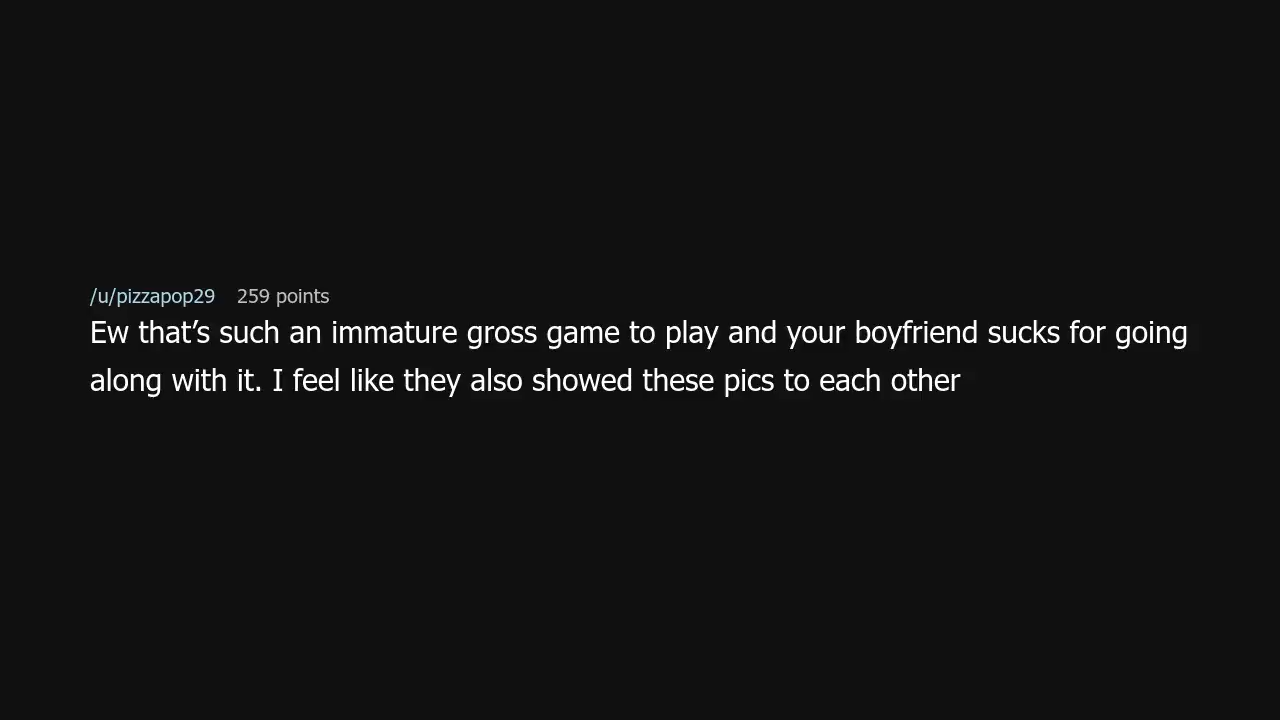 /u/pizzapop29 259 points
Ew that’s such an immature gross game to play and your boyfriend sucks for going
along with it. I feel like they also showed these pics to each other